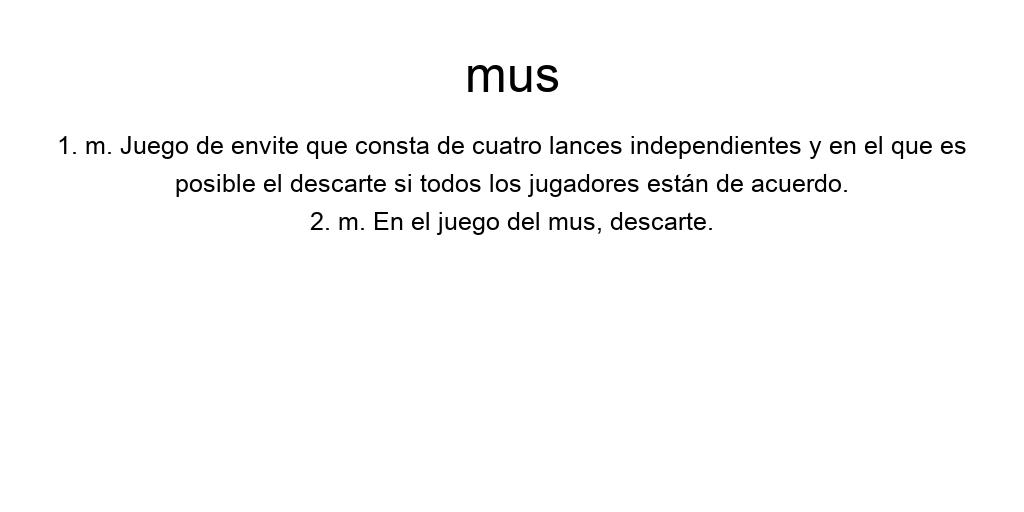 mus
1. m. Juego de envite que consta de cuatro lances independientes y en el que es
posible el descarte si todos los jugadores están de acuerdo.
2. m. En el juego del mus, descarte.